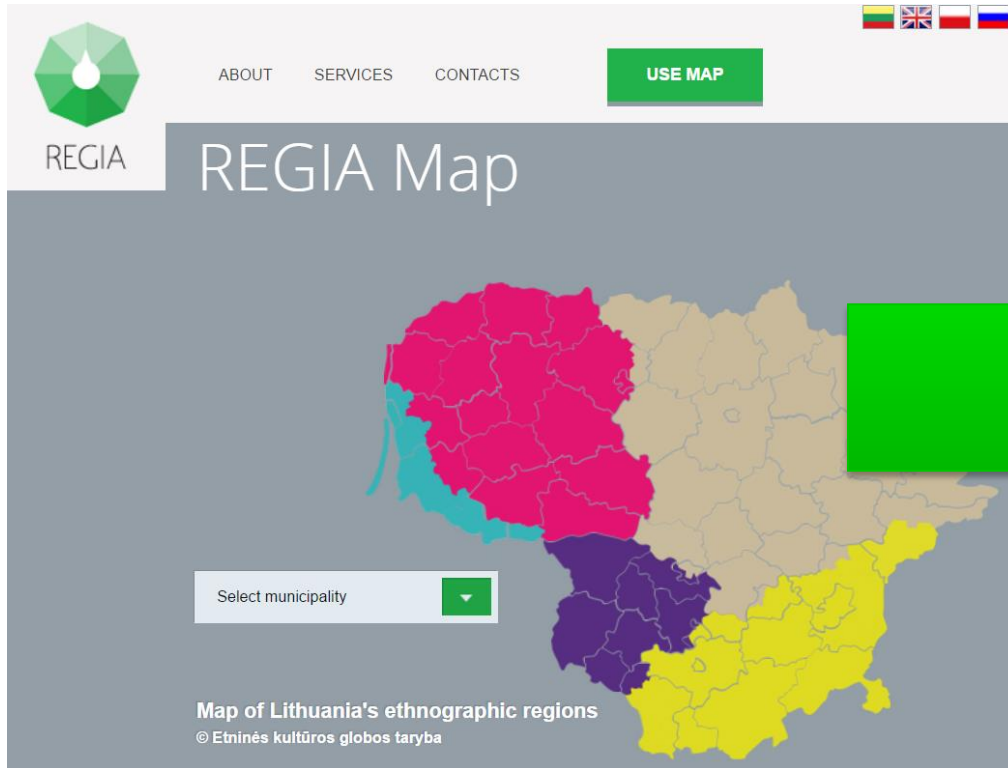 ABOUT SERVICES CONTACTS USE MAP
REGIA
REGIA Map
Select municipality
Map of Lithuania's ethnographic regions
© Etninės kultūros globos taryba